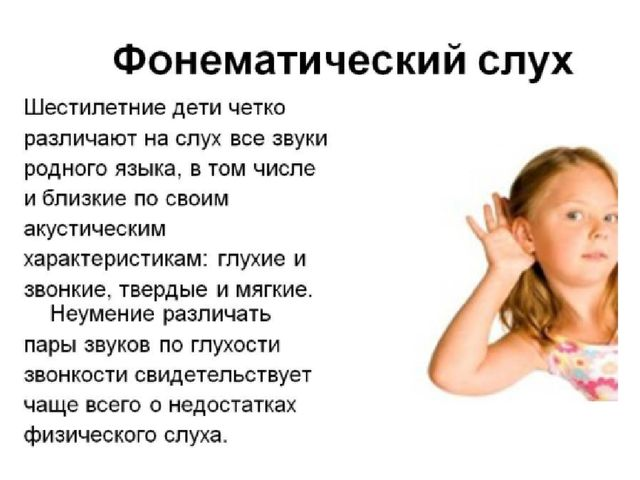 Фонематический слух
Шестилетние дети четко
различают на слух все звуки
родного языка, в том числе
и близкие по своим
акустическим
характеристикам: глухие и
звонкие, твердые и мягкие.
Неумение различать
пары звуков по глухости
звонкости свидетельствует
чаще всего о недостатках
физического слуха.